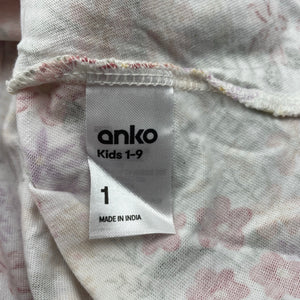 anko
Kids 1-9
1
MADE IN INDIA